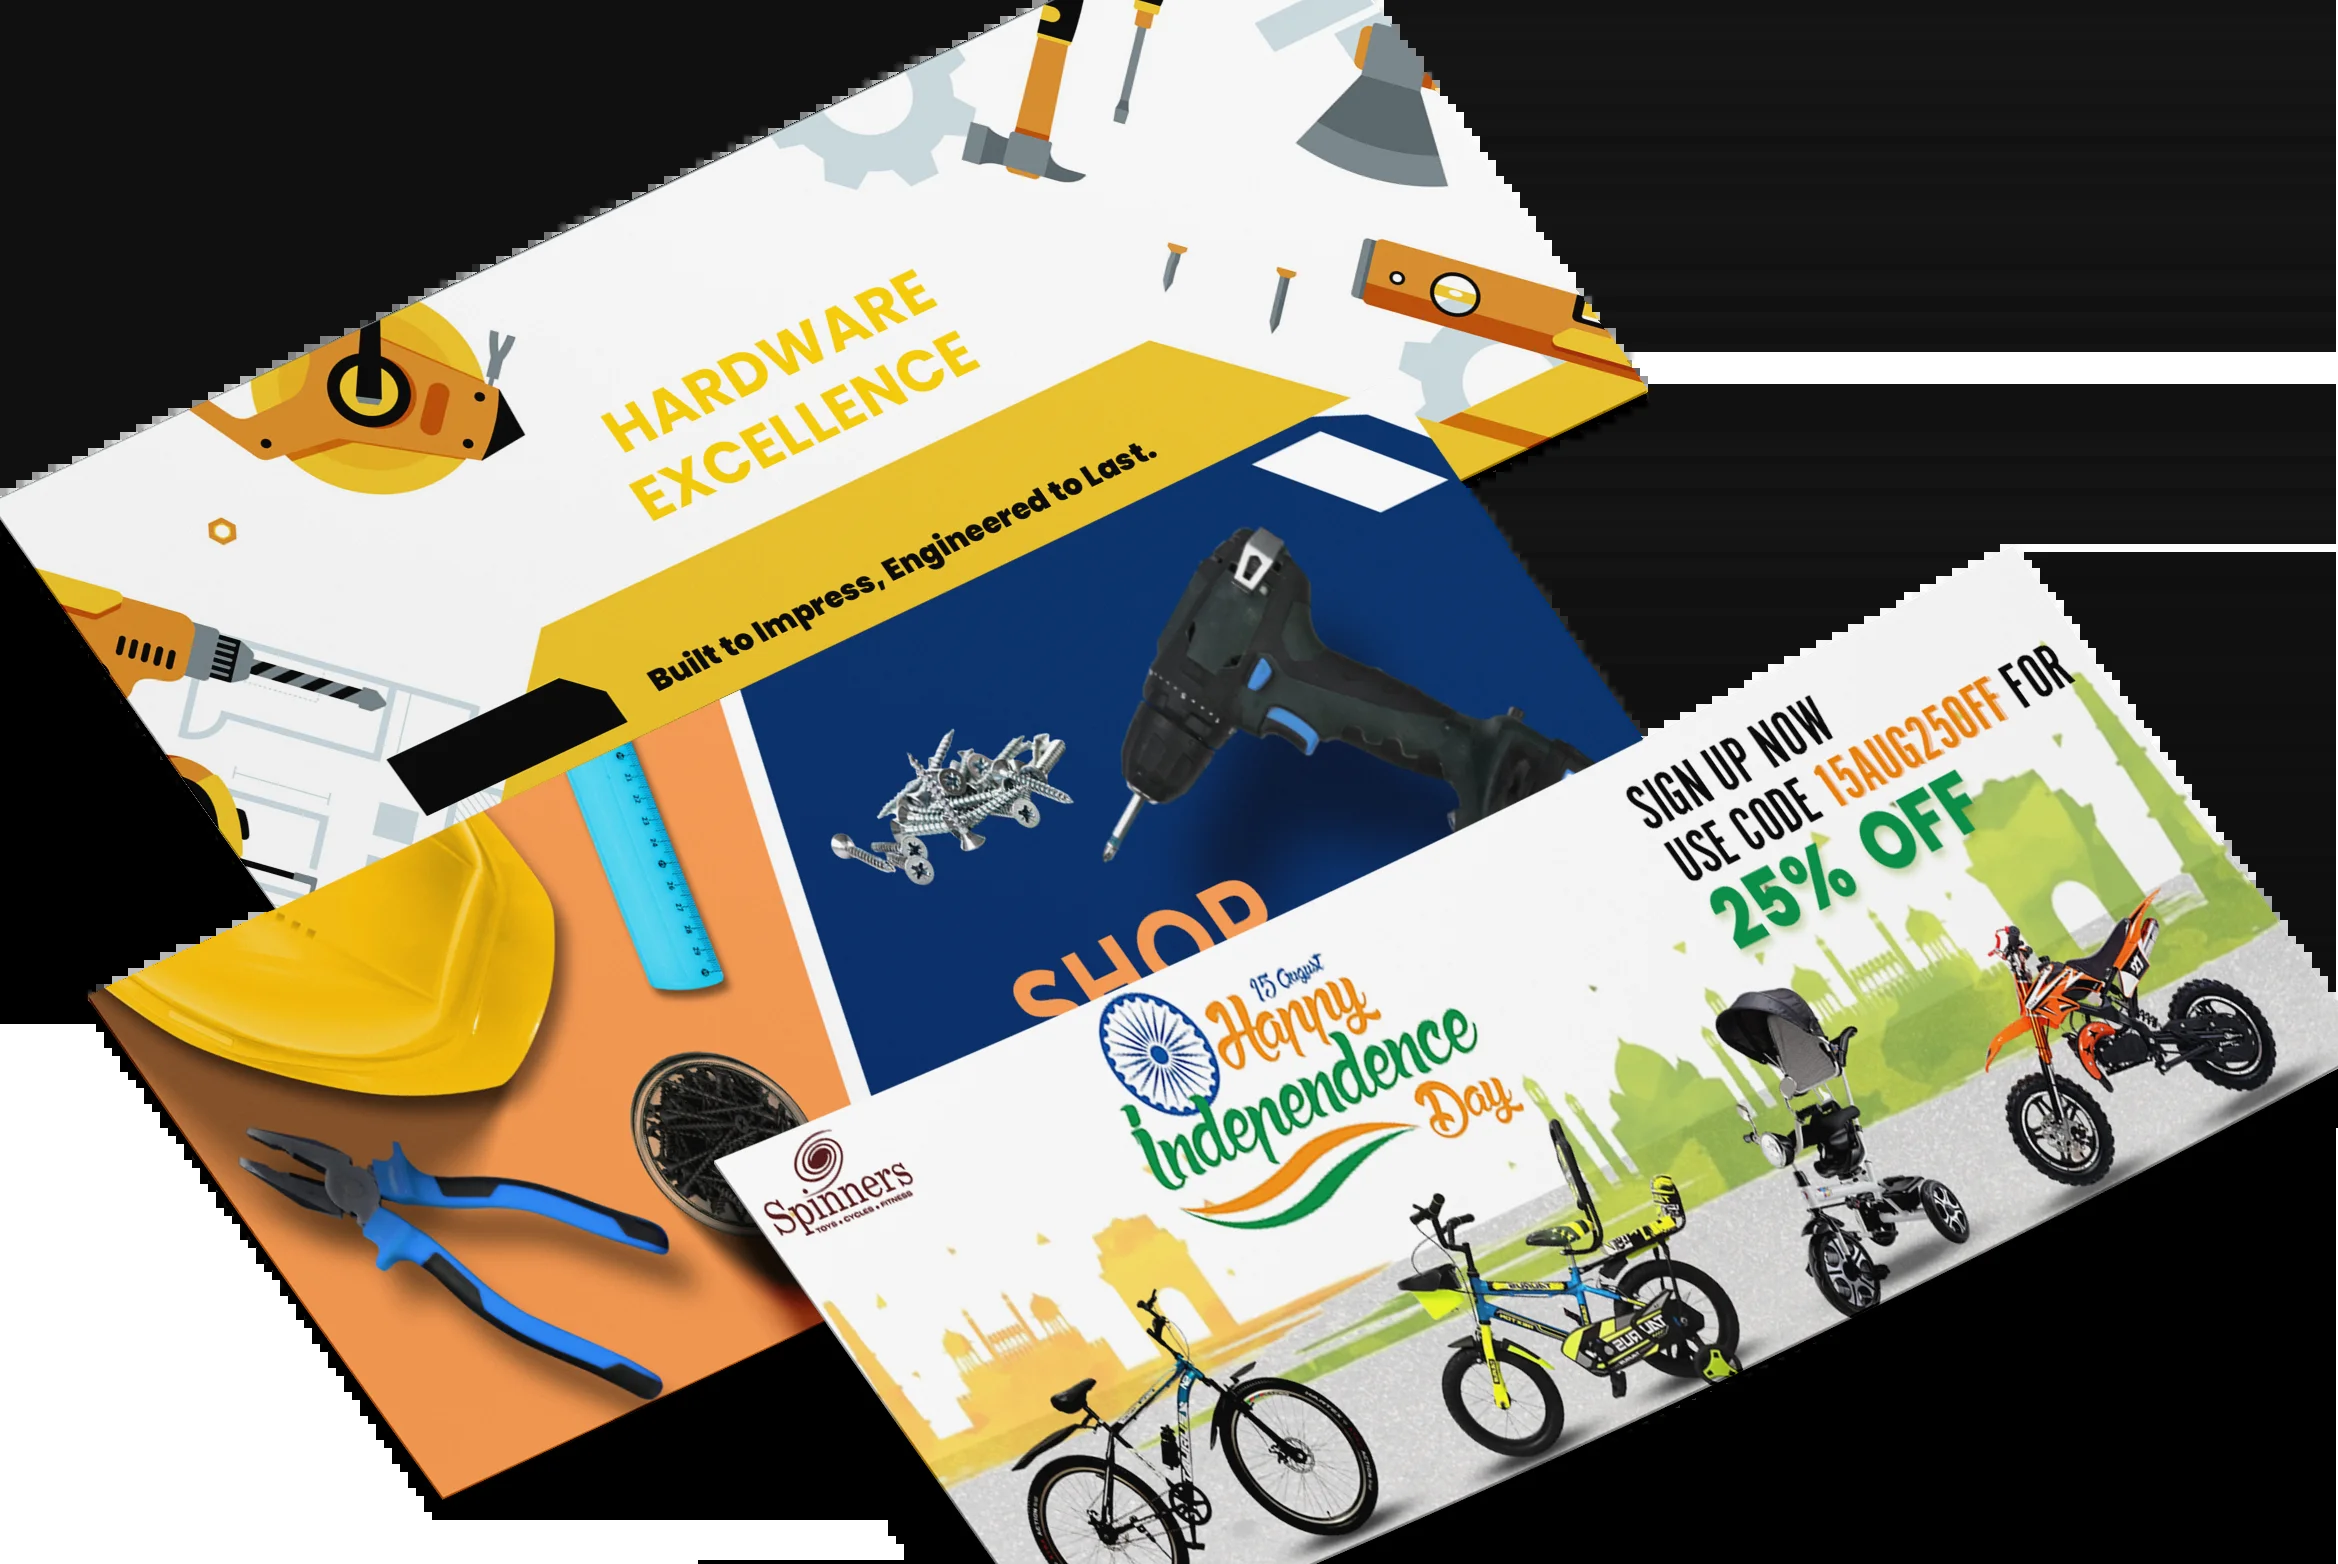 HARDWARE
EXCELLENCE
Built to Impress, Engineered to Last.
SHOP
SIGN UP NOW
USE CODE 15AUG250FF FOR
25% OFF
15 August
Happy
independence
Day
Spinners
TOYS • CYCLES • FITNESS